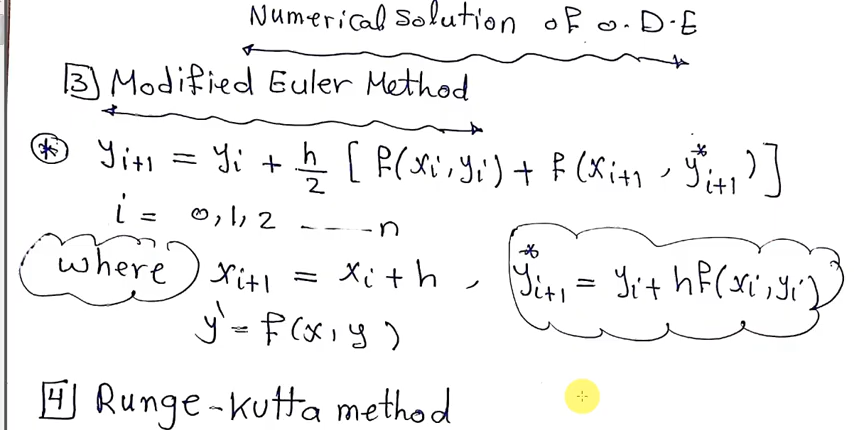 Numerical Solution of O.D.E
3 Modified Euler Method
* y_{i+1} = y_i + h/2 [ f(x_i, y_i) + f(x_{i+1}, y*_{i+1}) ]
i = 0, 1, 2 ----- n
where x_{i+1} = x_i + h , y*_{i+1} = y_i + hf(x_i, y_i)
y' = f(x, y)
4 Runge-Kutta method